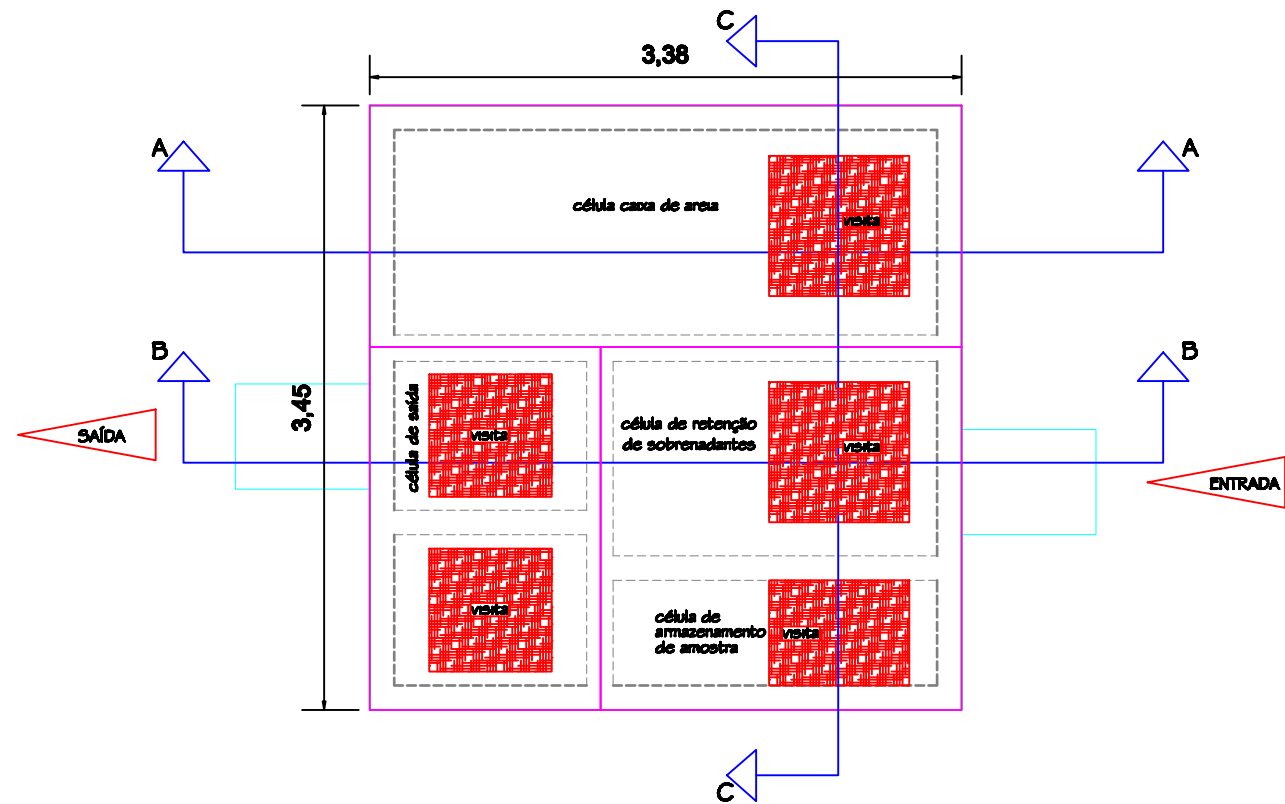 C
3,38
A
A
célula caixa de areia
visita
B
B
3,45
célula de saída
SAÍDA
visita
célula de retenção
de sobrenadantes
visita
ENTRADA
visita
célula de
armazenamento
de amostra
visita
C